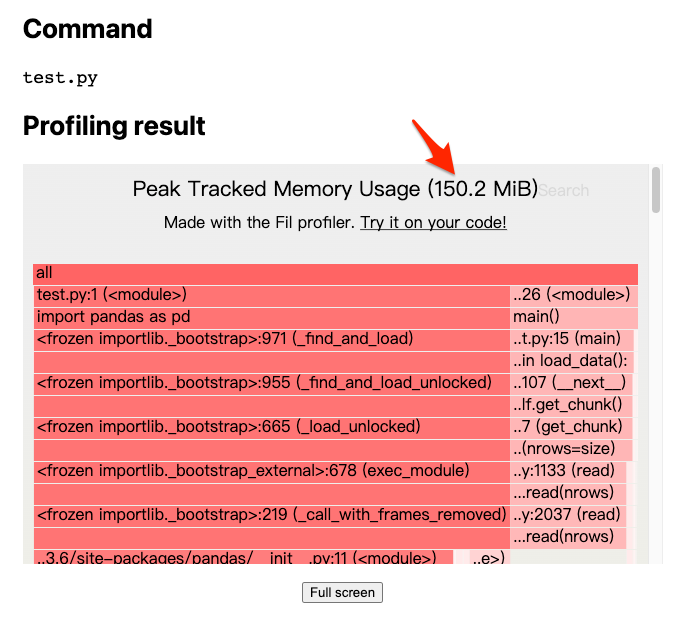 Command
test.py
Profiling result
Peak Tracked Memory Usage (150.2 MiB)
Search
Made with the Fil profiler. Try it on your code!
all
test.py:1 (<module>)
..26 (<module>)
import pandas as pd
main()
<frozen importlib._bootstrap>:971 (_find_and_load)
..t.py:15 (main)
..in load_data():
<frozen importlib._bootstrap>:955 (_find_and_load_unlocked)
..107 (__next__)
..lf.get_chunk()
<frozen importlib._bootstrap>:665 (_load_unlocked)
..7 (get_chunk)
..(nrows=size)
<frozen importlib._bootstrap_external>:678 (exec_module)
..y:1133 (read)
...read(nrows)
<frozen importlib._bootstrap>:219 (_call_with_frames_removed)
..y:2037 (read)
...read(nrows)
..3.6/site-packages/pandas/__init__.py:11 (<module>)
..e>)
Full screen